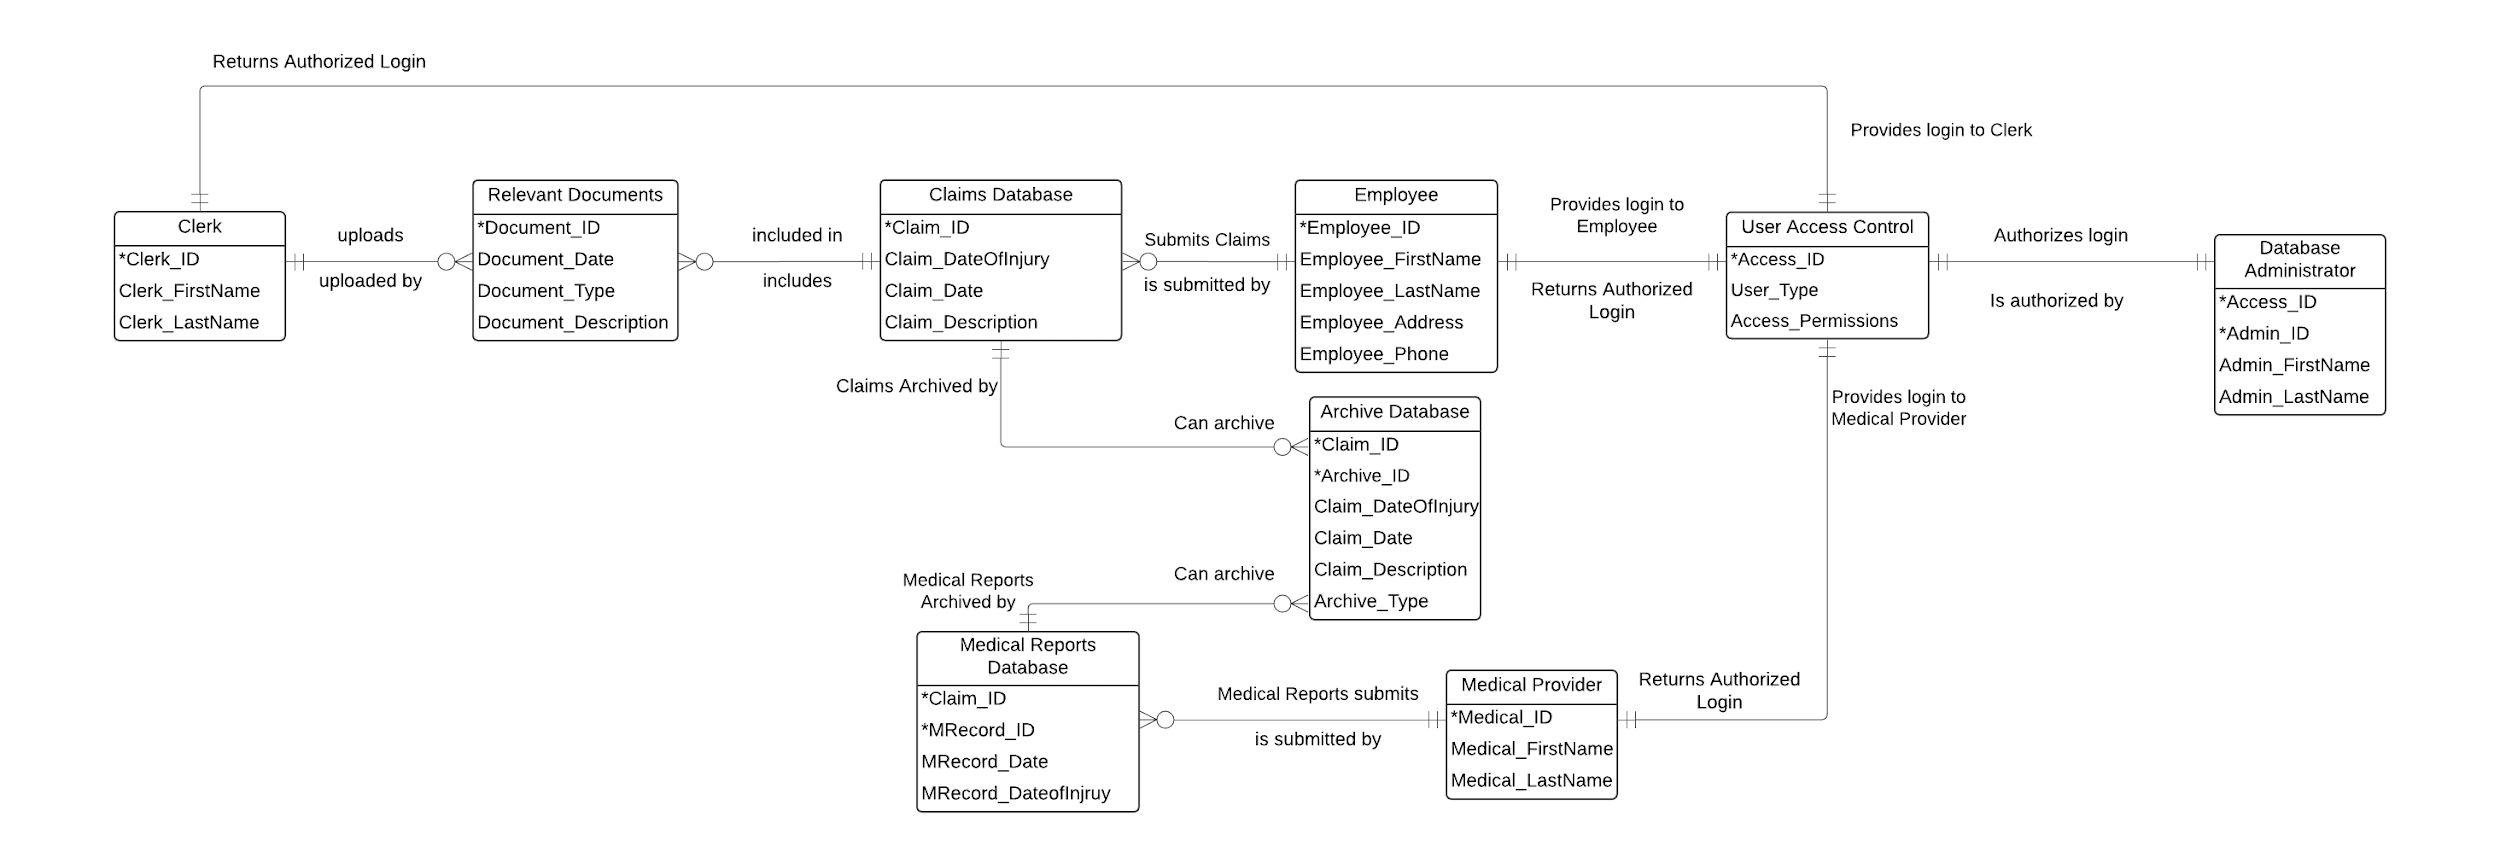 Returns Authorized Login
Provides login to Clerk
Clerk
*Clerk_ID
Clerk_FirstName
Clerk_LastName
uploads
uploaded by
Relevant Documents
*Document_ID
Document_Date
Document_Type
Document_Description
included in
includes
Claims Database
*Claim_ID
Claim_DateOfInjury
Claim_Date
Claim_Description
Submits Claims
is submitted by
Employee
*Employee_ID
Employee_FirstName
Employee_LastName
Employee_Address
Employee_Phone
Provides login to
Employee
Returns Authorized
Login
User Access Control
*Access_ID
User_Type
Access_Permissions
Authorizes login
Is authorized by
Database
Administrator
*Access_ID
*Admin_ID
Admin_FirstName
Admin_LastName
Claims Archived by
Can archive
Archive Database
*Claim_ID
*Archive_ID
Claim_DateOfInjury
Claim_Date
Claim_Description
Archive_Type
Provides login to
Medical Provider
Medical Reports
Archived by
Can archive
Medical Reports
Database
*Claim_ID
*MRecord_ID
MRecord_Date
MRecord_DateofInjruy
Medical Reports submits
is submitted by
Medical Provider
*Medical_ID
Medical_FirstName
Medical_LastName
Returns Authorized
Login